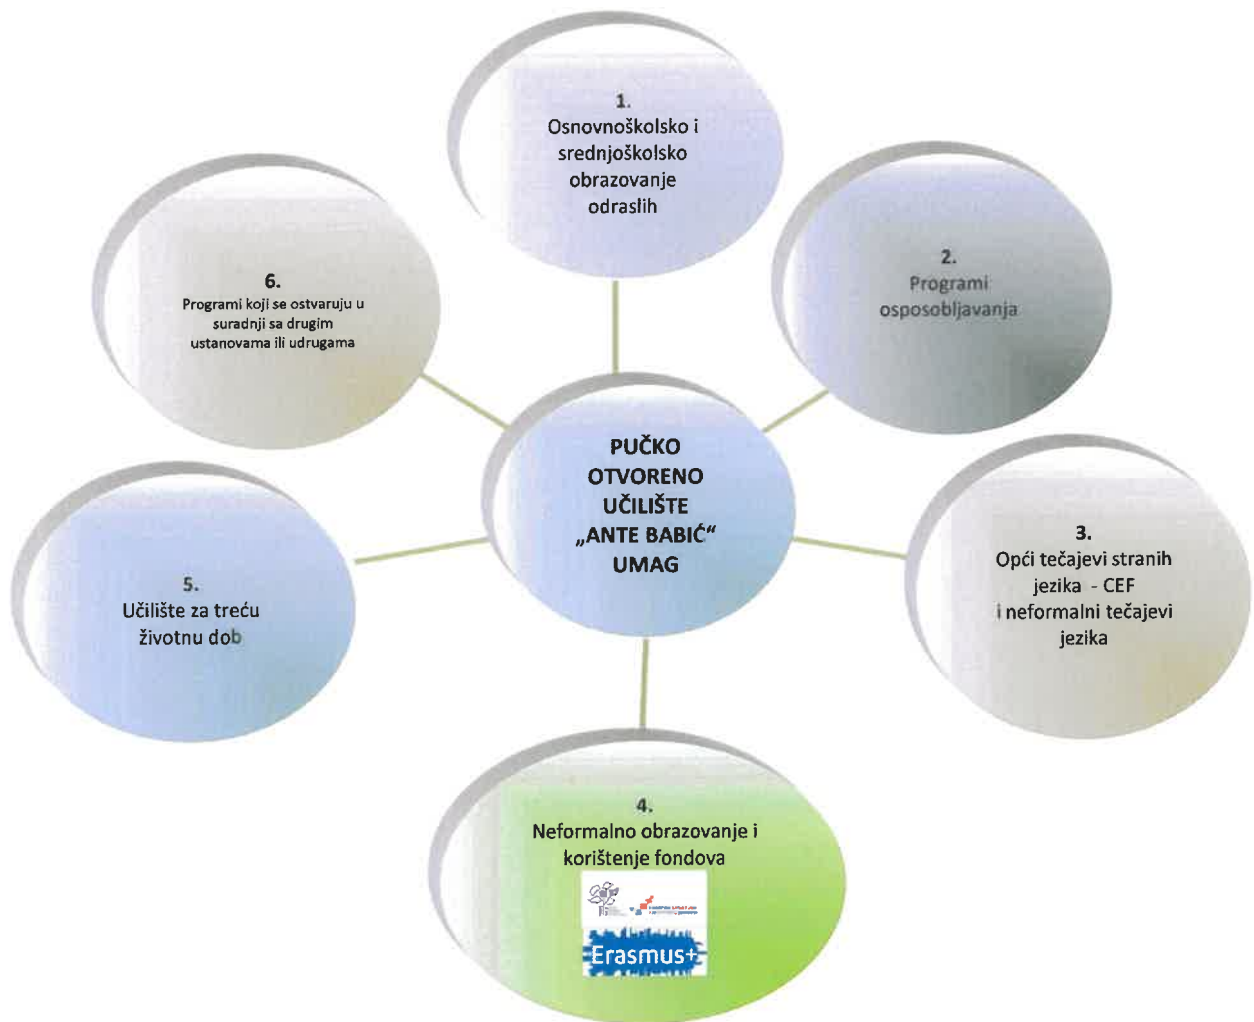 1.
Osnovnoškolsko i
srednjoškolsko
obrazovanje
odraslih
2.
Programi
osposobljavanja
3.
Opći tečajevi stranih
jezika - CEF
i neformalni tečajevi
jezika
4.
Neformalno obrazovanje i
korištenje fondova
Erasmus+
5.
Učilište za treću
životnu dob
6.
Programi koji se ostvaruju u
suradnji sa drugim
ustanovama ili udrugama
PUČKO
OTVORENO
UČILIŠTE
„ANTE BABIĆ“
UMAG